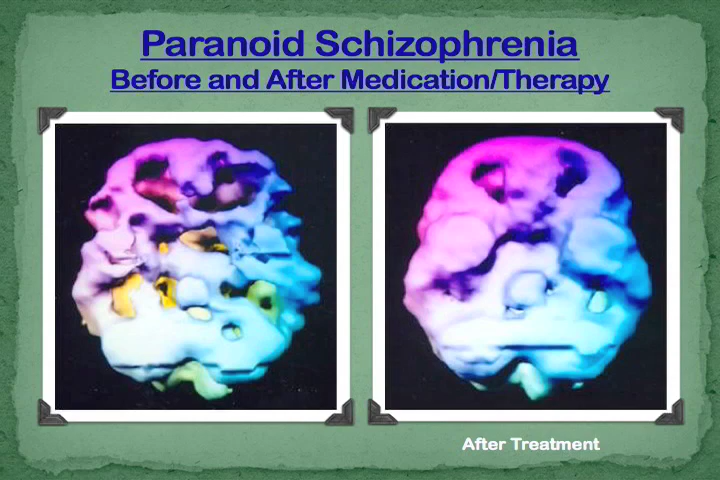 Paranoid Schizophrenia
Before and After Medication/Therapy
After Treatment